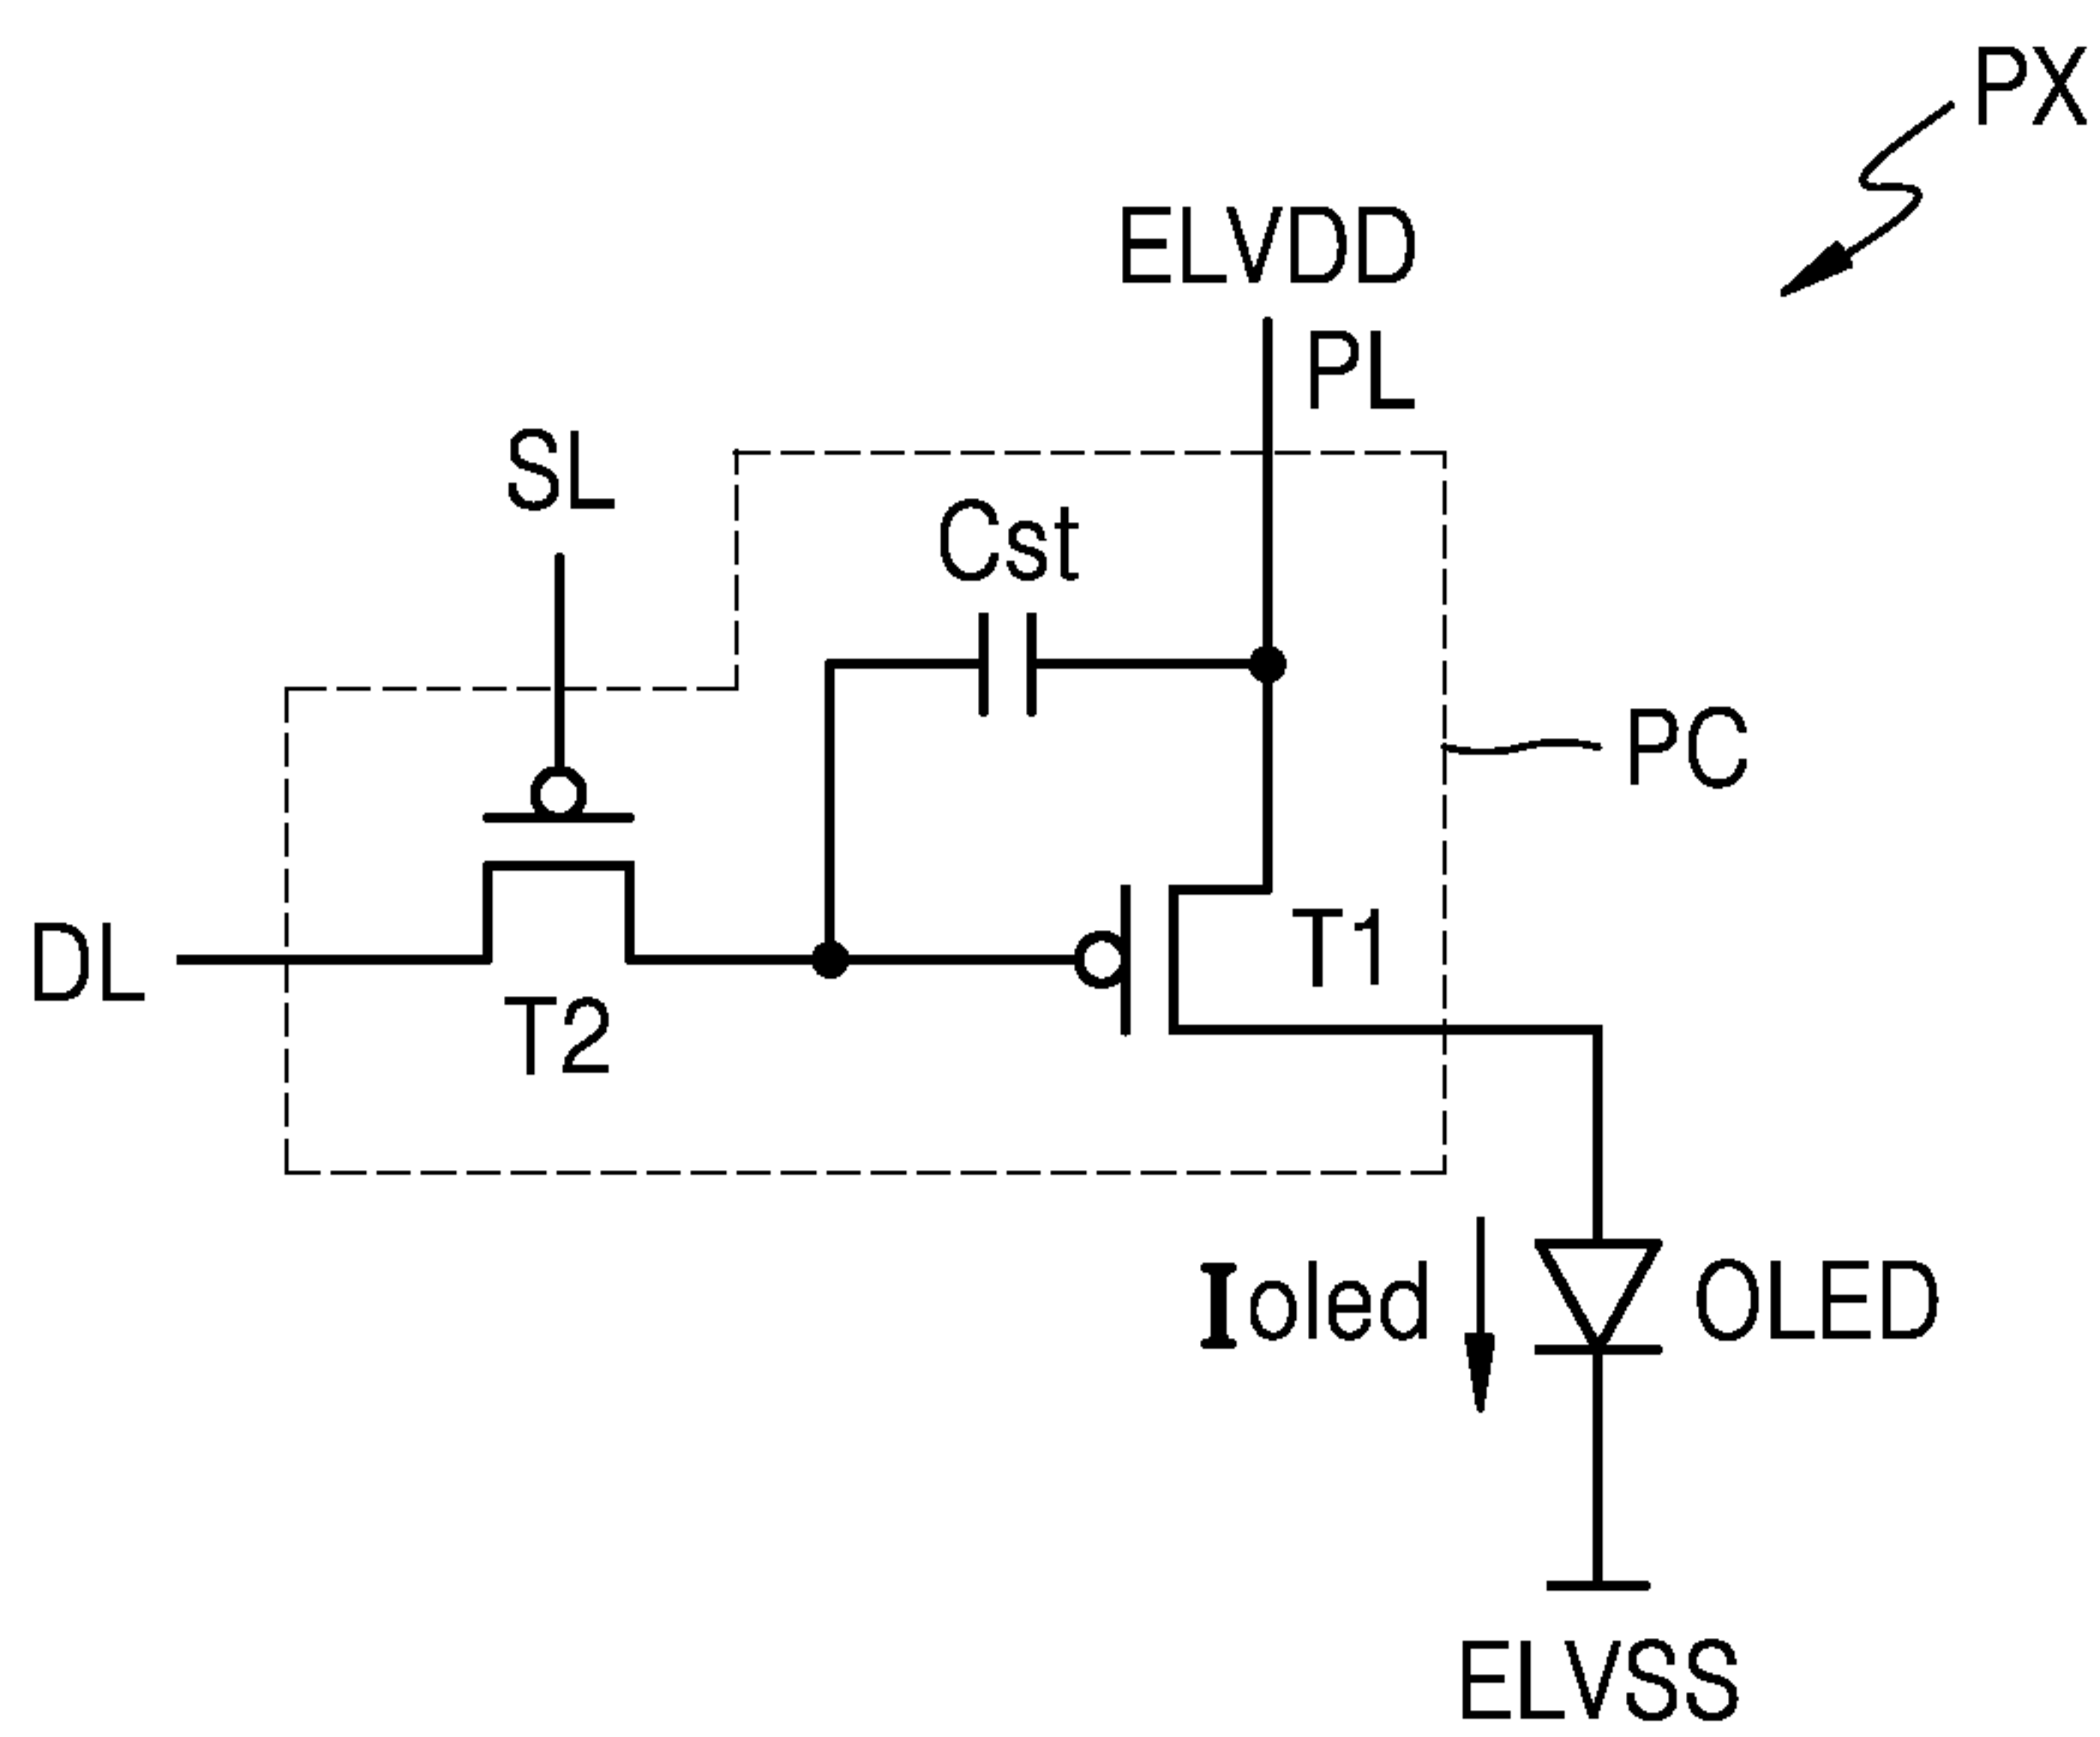 PX
ELVDD
PL
SL
Cst
PC
DL
T1
T2
Ioled
OLED
ELVSS